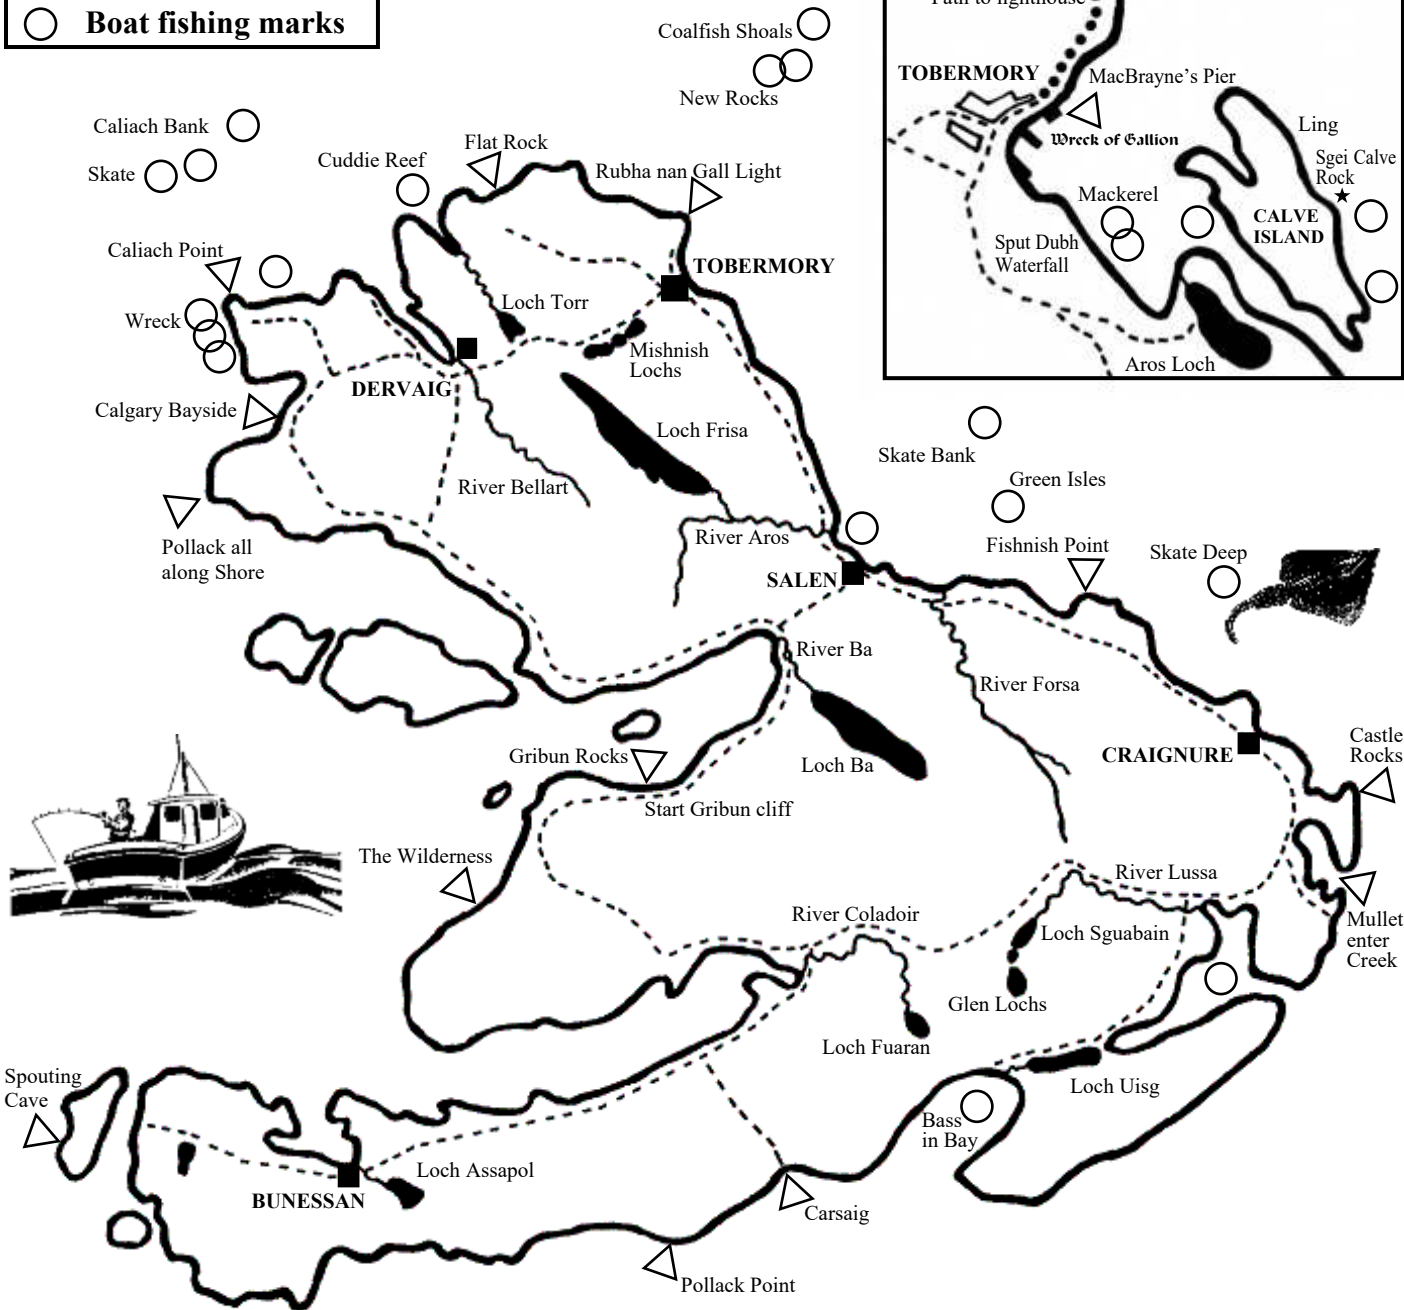 Boat fishing marks
Coalfish Shoals
New Rocks
Path to lighthouse
TOBERMORY
MacBrayne's Pier
Wreck of Gallion
Ling
Sgei Calve
Rock
Mackerel
CALVE
ISLAND
Sput Dubh
Waterfall
Aros Loch
Caliach Bank
Skate
Cuddie Reef
Flat Rock
Rubha nan Gall Light
Caliach Point
TOBERMORY
Wreck
Loch Torr
Mishnish
Lochs
DERVAIG
Calgary Bayside
Loch Frisa
Skate Bank
River Bellart
Green Isles
River Aros
Fishnish Point
Skate Deep
Pollack all
along Shore
SALEN
River Ba
River Forsa
Gribun Rocks
Loch Ba
CRAIGNURE
Castle
Rocks
Start Gribun cliff
The Wilderness
River Lussa
River Coladoir
Loch Sguabain
Mullet
enter
Creek
Glen Lochs
Loch Fuaran
Spouting
Cave
Loch Uisg
Bass
in Bay
Loch Assapol
BUNESSAN
Carsaig
Pollack Point